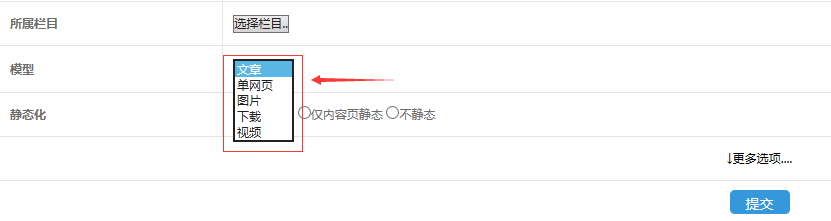 所属栏目
选择栏目..
模型
文章
单网页
图片
下载
视频
静态化
仅内容页静态 不静态
↓更多选项....
提交